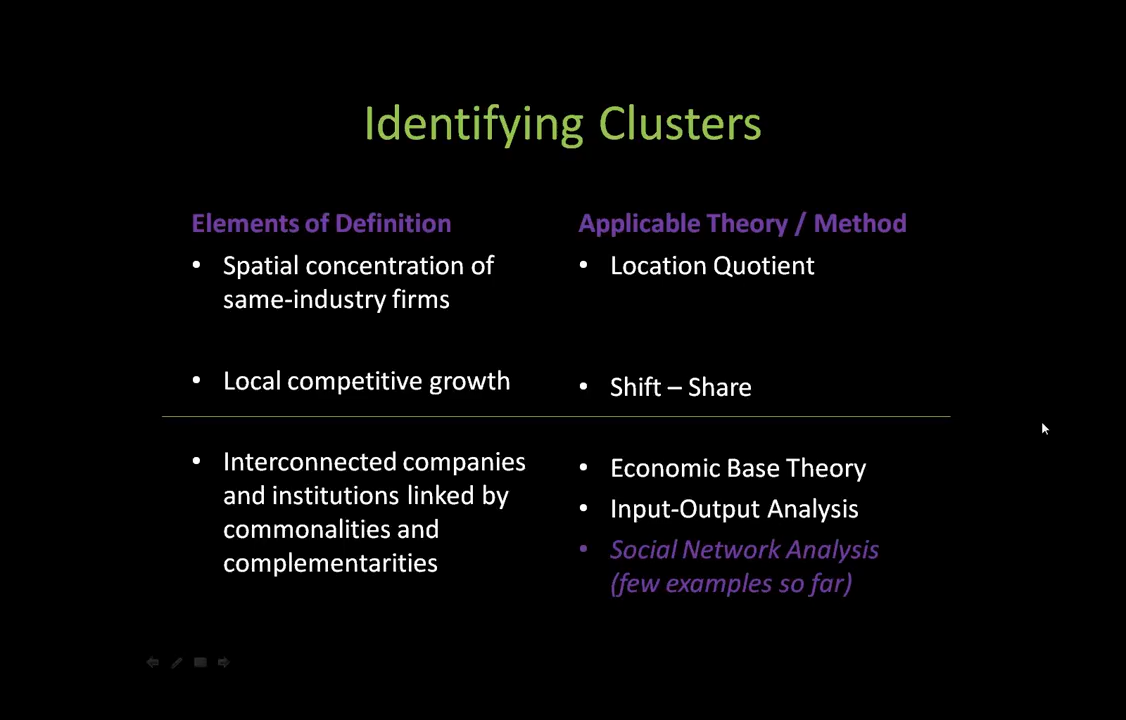 Identifying Clusters
Elements of Definition
• Spatial concentration of
same-industry firms
• Local competitive growth
• Interconnected companies
and institutions linked by
commonalities and
complementarities
Applicable Theory / Method
• Location Quotient
• Shift – Share
• Economic Base Theory
• Input-Output Analysis
• Social Network Analysis
(few examples so far)